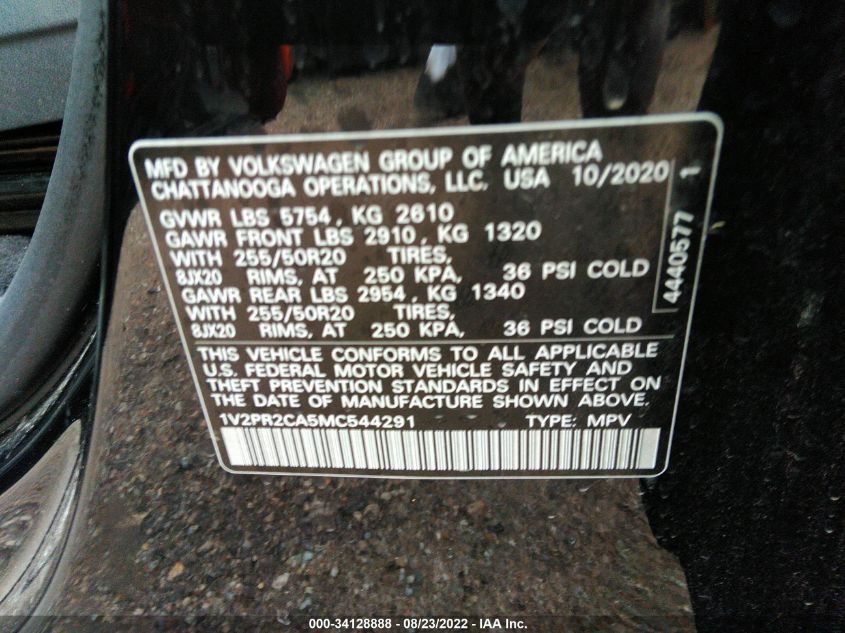 MFD BY VOLKSWAGEN GROUP OF AMERICA
CHATTANOOGA OPERATIONS, LLC, USA 10/2020
GVWR LBS 5754, KG 2610
GAWR FRONT LBS 2910, KG 1320
WITH 255/50R20 TIRES,
8JX20 RIMS, AT 250 KPA, 36 PSI COLD
GAWR REAR LBS 2954, KG 1340
WITH 255/50R20 TIRES,
8JX20 RIMS, AT 250 KPA, 36 PSI COLD
4440577 1
THIS VEHICLE CONFORMS TO ALL APPLICABLE
U.S. FEDERAL MOTOR VEHICLE SAFETY AND
THEFT PREVENTION STANDARDS IN EFFECT ON
THE DATE OF MANUFACTURE SHOWN ABOVE.
1V2PR2CA5MC544291 TYPE: MPV
000-34128888 - 08/23/2022 - IAA Inc.